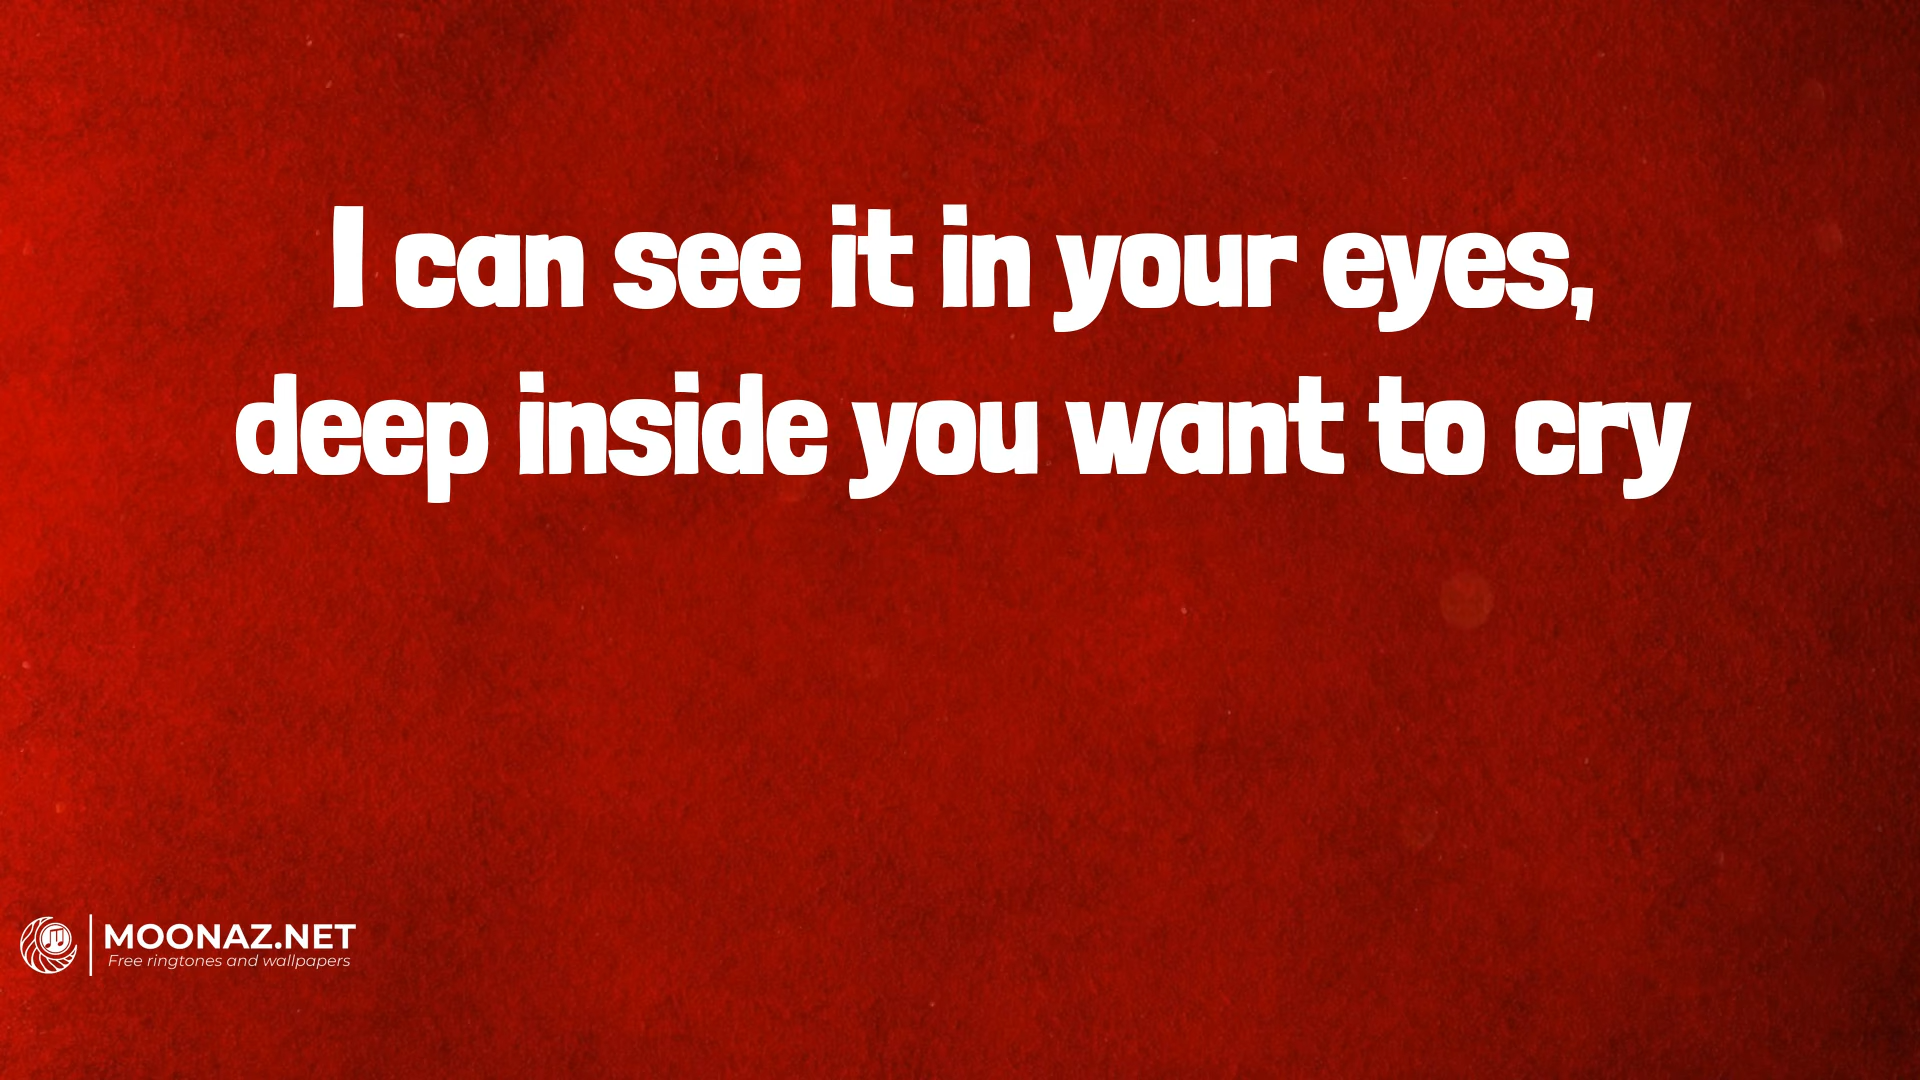 I can see it in your eyes,
deep inside you want to cry
MOONAZ.NET
Free ringtones and wallpapers